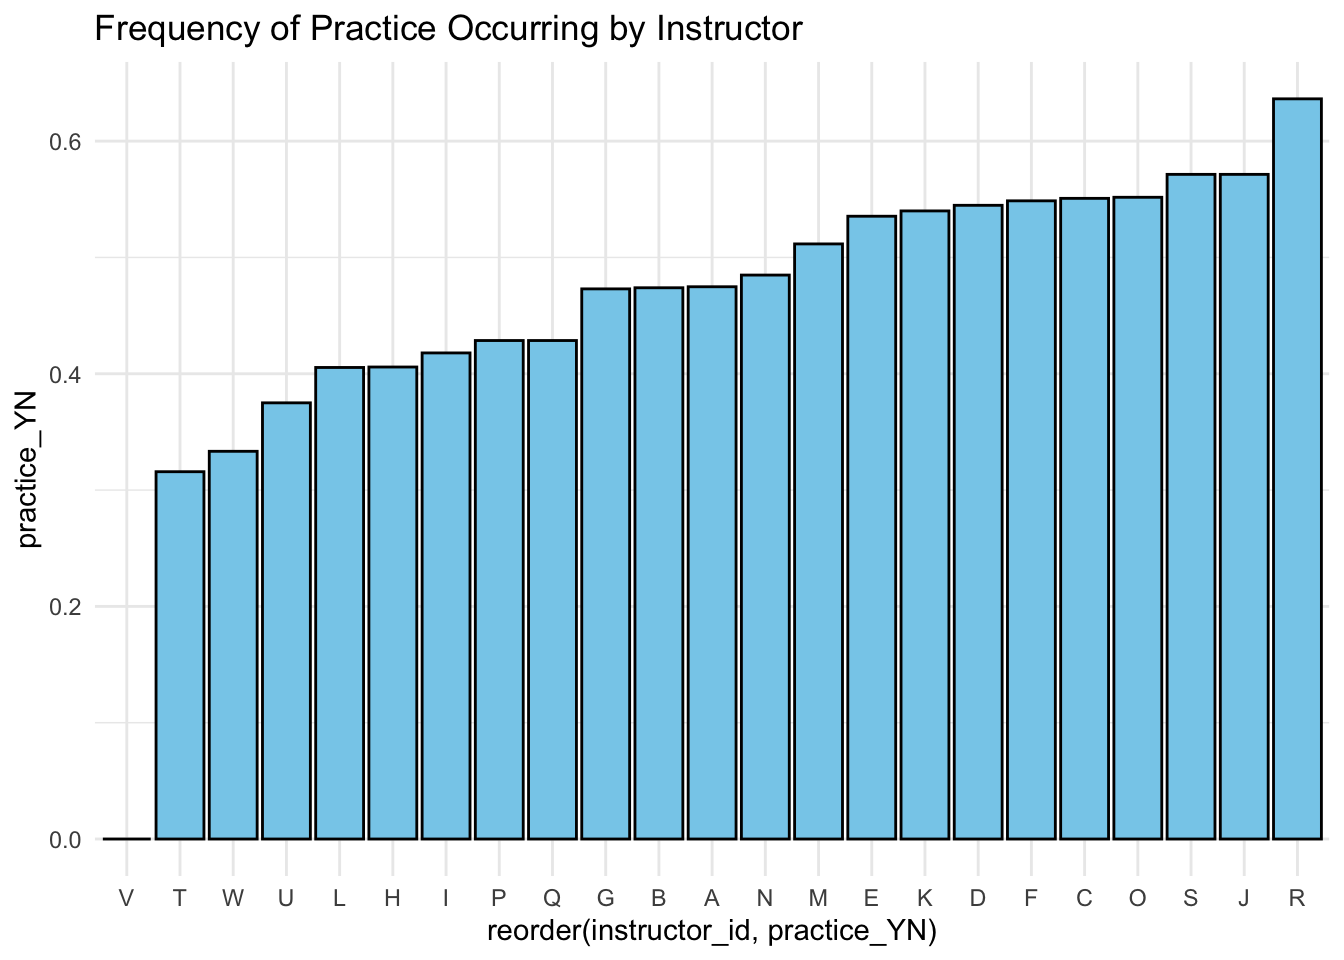 Frequency of Practice Occurring by Instructor
practice_YN
0.6
0.4
0.2
0.0
V T W U L H I P Q G B A N M E K D F C O S J R
reorder(instructor_id, practice_YN)